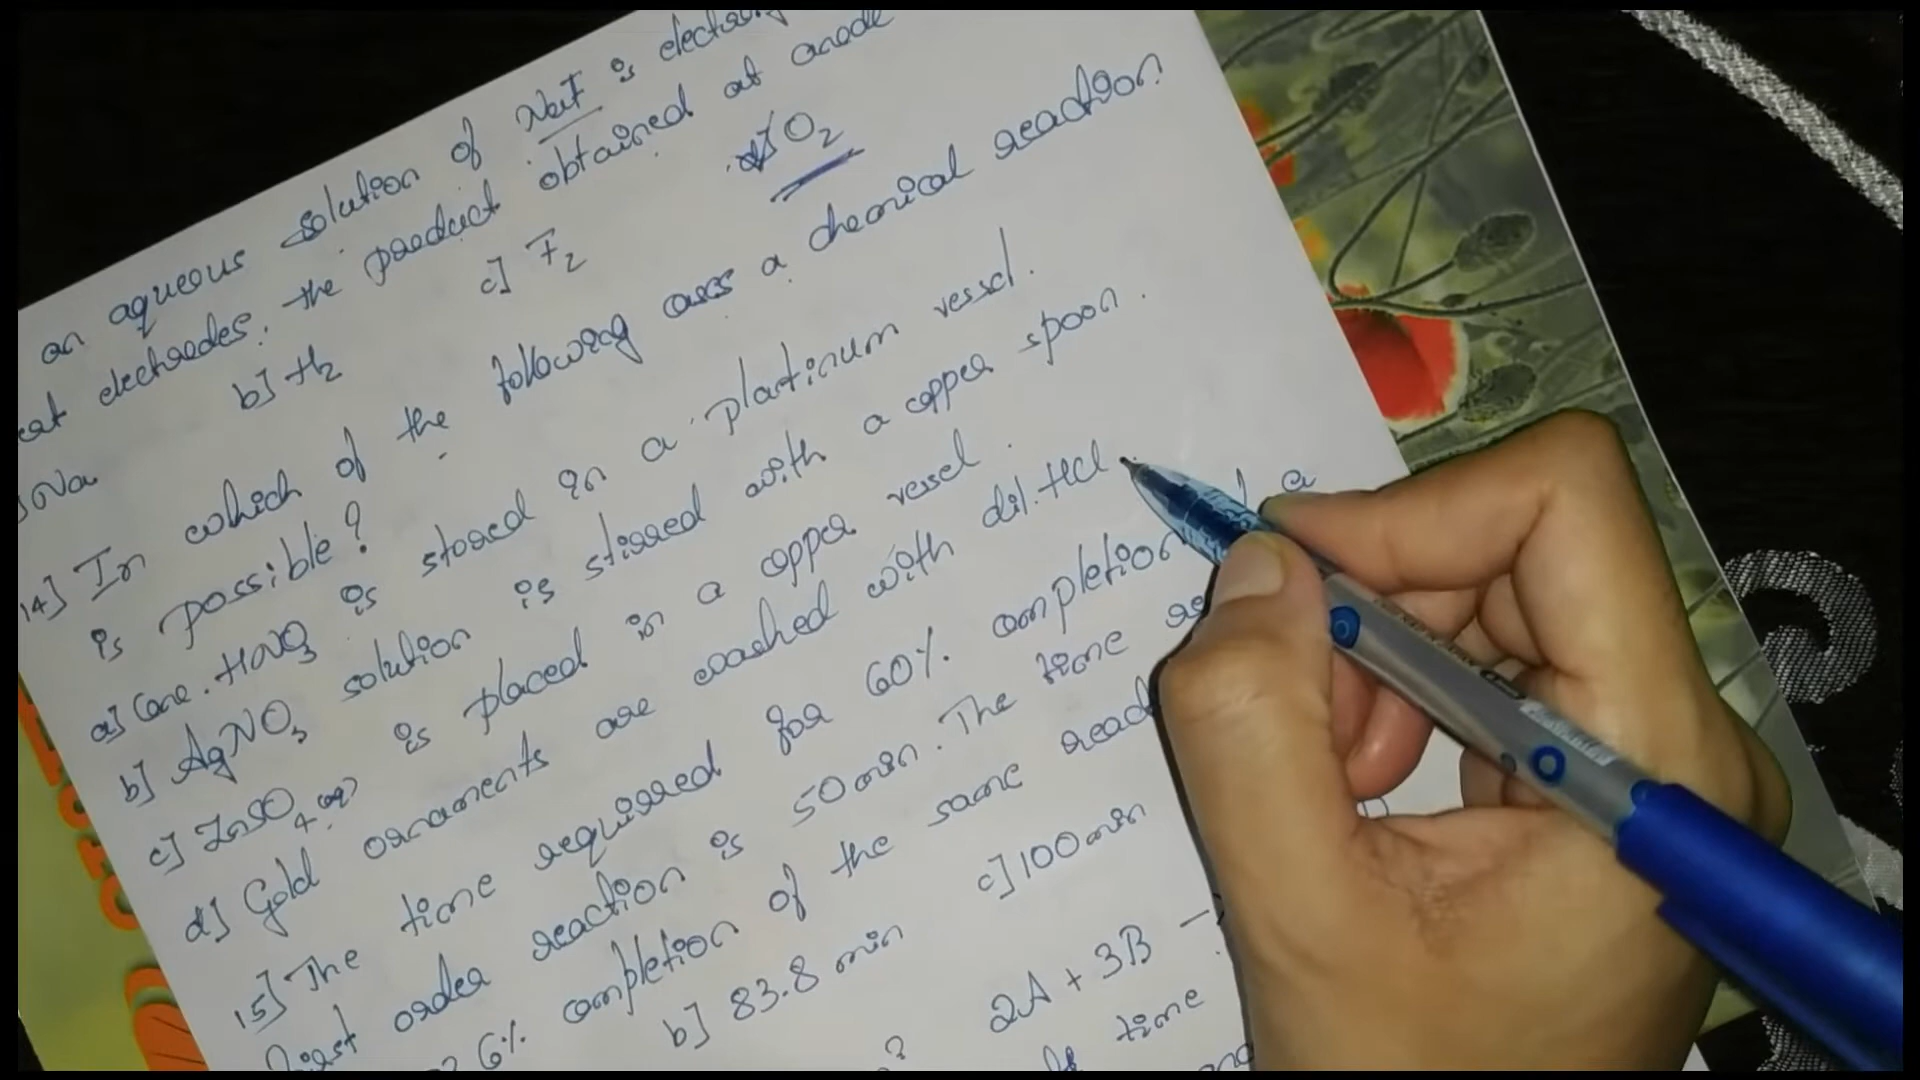 an aqueous solution of NaF is
electrodes. the product obtained at anode
Na b] H2 c] F2 d] O2
14] In which of the following cases a chemical reaction
is possible?
a] Conc. HNO3 is stored in a platinum vessel.
b] AgNO3 solution is stirred with a copper spoon.
c] ZnSO4 (aq) is placed in a copper vessel.
d] Gold ornaments are washed with dil. HCl
15] The time required for 60% completion a
first order reaction is 50 min. The time
6% completion of the same
b] 83.8 min c] 100 min
2A + 3B
time